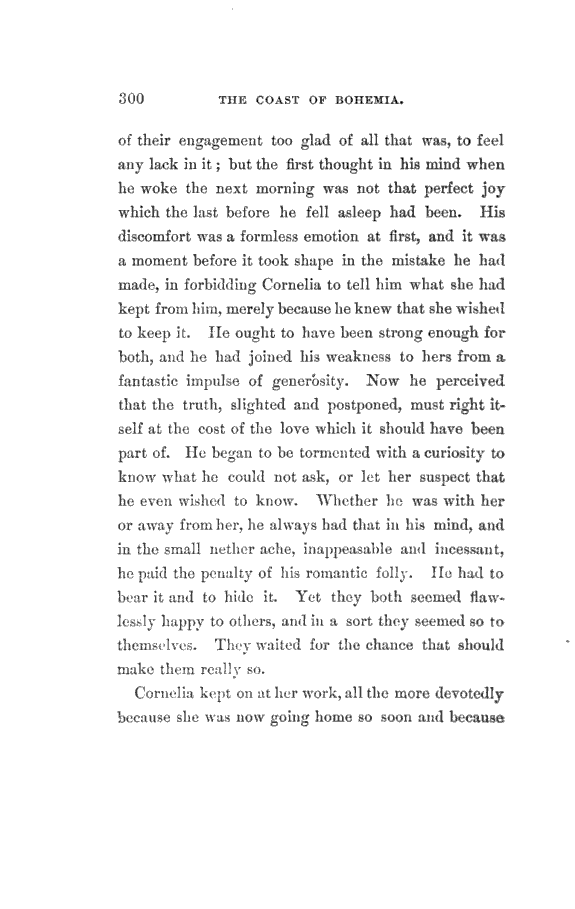 300 THE COAST OF BOHEMIA.
of their engagement too glad of all that was, to feel
any lack in it ; but the first thought in his mind when
he woke the next morning was not that perfect joy
which the last before he fell asleep had been. His
discomfort was a formless emotion at first, and it was
a moment before it took shape in the mistake he had
made, in forbidding Cornelia to tell him what she had
kept from him, merely because he knew that she wished
to keep it. He ought to have been strong enough for
both, and he had joined his weakness to hers from a
fantastic impulse of generosity. Now he perceived
that the truth, slighted and postponed, must right it-
self at the cost of the love which it should have been
part of. He began to be tormented with a curiosity to
know what he could not ask, or let her suspect that
he even wished to know. Whether he was with her
or away from her, he always had that in his mind, and
in the small nether ache, inappeasable and incessant,
he paid the penalty of his romantic folly. He had to
bear it and to hide it. Yet they both seemed flaw-
lessly happy to others, and in a sort they seemed so to
themselves. They waited for the chance that should
make them really so.
Cornelia kept on at her work, all the more devotedly
because she was now going home so soon and because